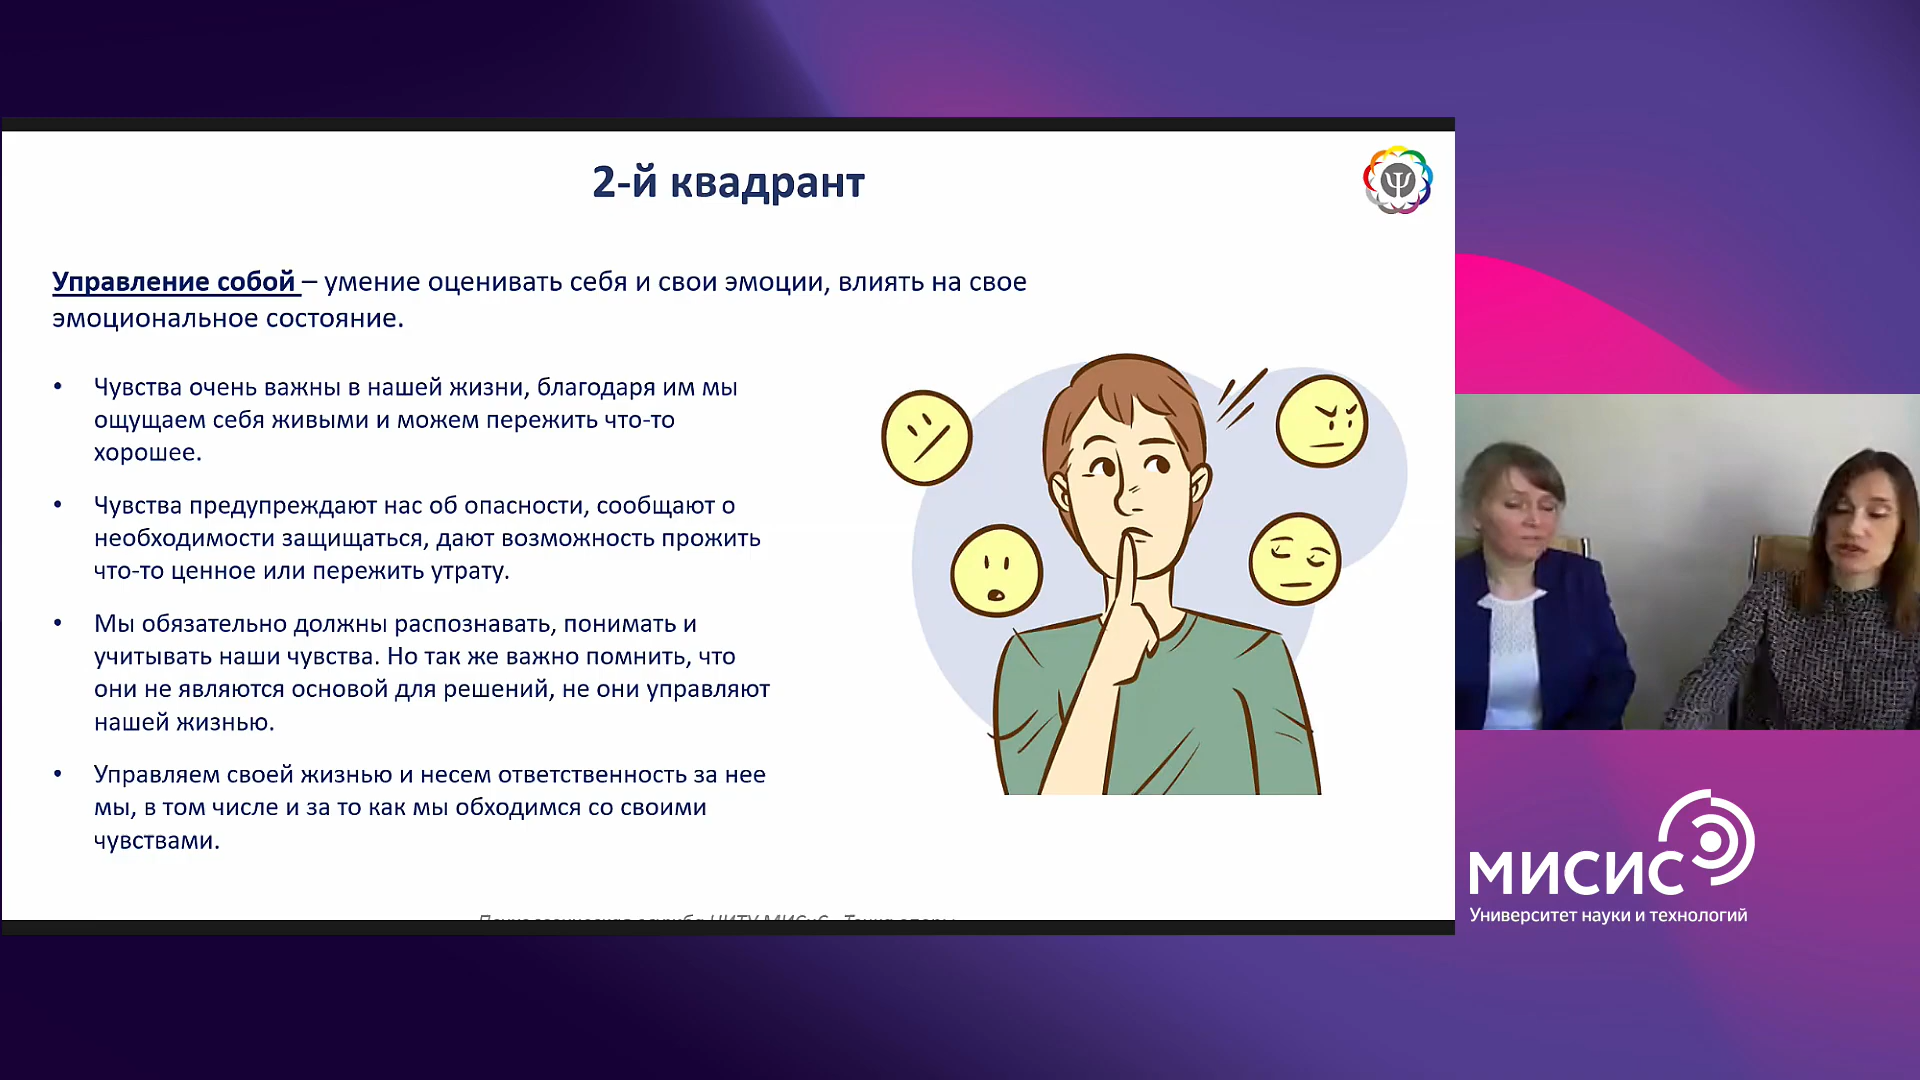 2-й квадрант
Управление собой – умение оценивать себя и свои эмоции, влиять на свое
эмоциональное состояние.
• Чувства очень важны в нашей жизни, благодаря им мы
ощущаем себя живыми и можем пережить что-то
хорошее.
• Чувства предупреждают нас об опасности, сообщают о
необходимости защищаться, дают возможность прожить
что-то ценное или пережить утрату.
• Мы обязательно должны распознавать, понимать и
учитывать наши чувства. Но так же важно помнить, что
они не являются основой для решений, не они управляют
нашей жизнью.
• Управляем своей жизнью и несем ответственность за нее
мы, в том числе и за то как мы обходимся со своими
чувствами.
Ψ
МИСИС
Университет науки и технологий